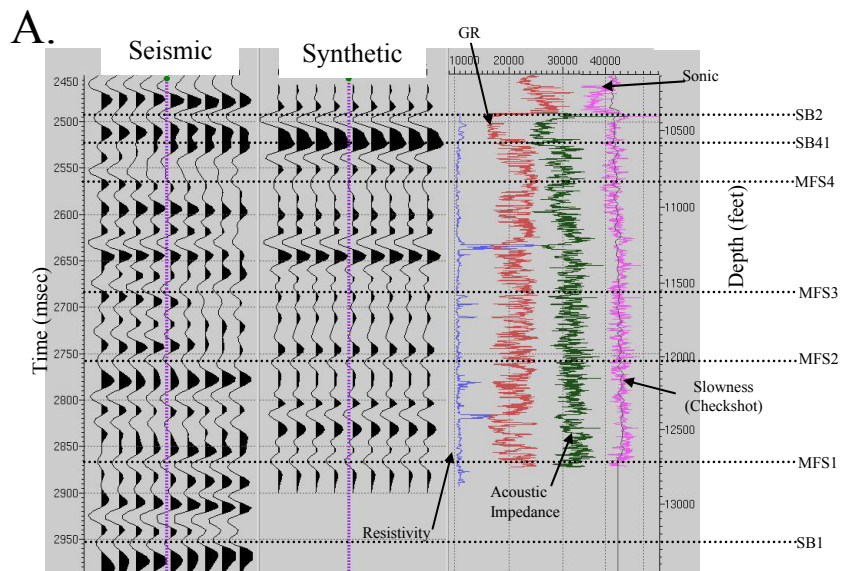 A.
Seismic
Synthetic
GR
10000 20000 30000 40000
Sonic
2450
2500
2550
2600
2650
2700
2750
2800
2850
2900
2950
Time (msec)
10500
11000
11500
12000
12500
13000
Depth (feet)
SB2
SB41
MFS4
MFS3
MFS2
Slowness
(Checkshot)
MFS1
Acoustic
Impedance
Resistivity
SB1